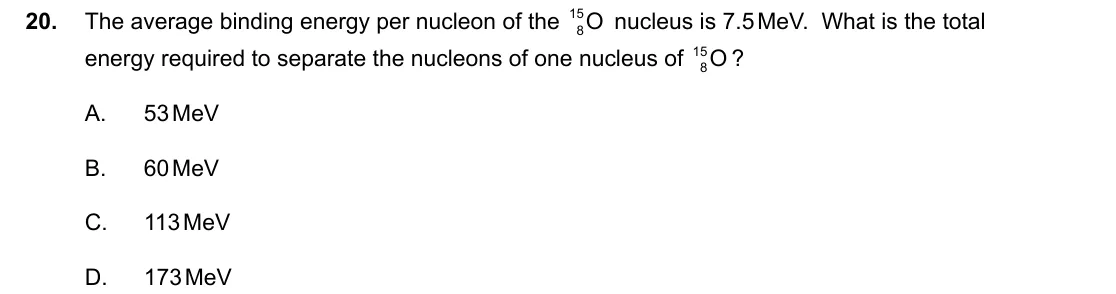 20. The average binding energy per nucleon of the ¹⁵₈O nucleus is 7.5 MeV. What is the total
energy required to separate the nucleons of one nucleus of ¹⁵₈O ?
A. 53 MeV
B. 60 MeV
C. 113 MeV
D. 173 MeV